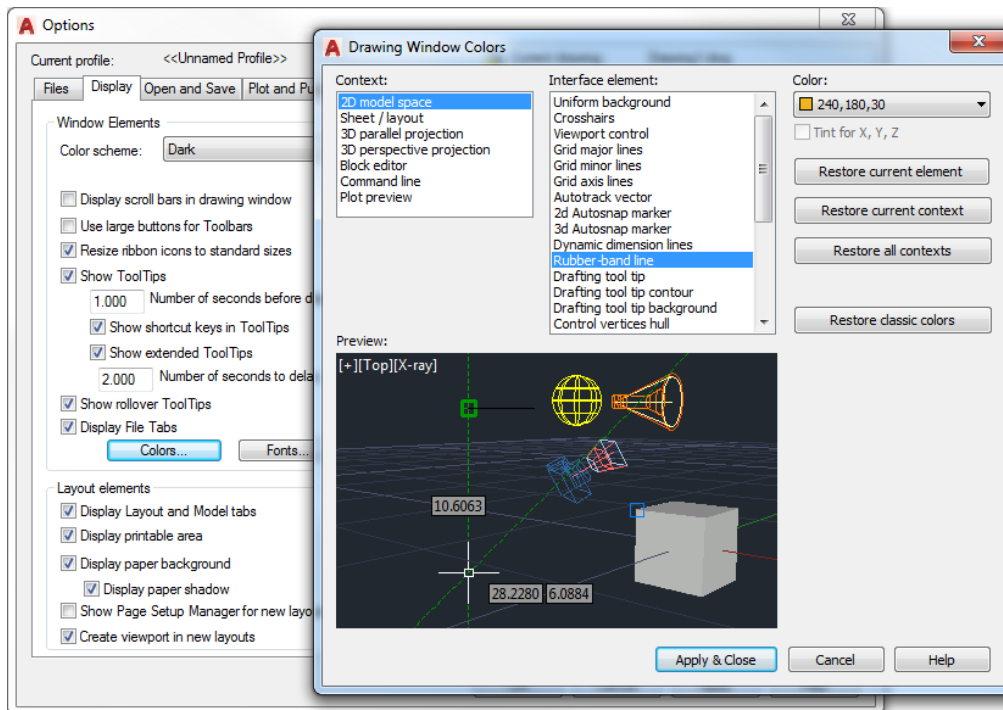 Options
Current profile: <<Unnamed Profile>>
Files Display Open and Save Plot and Pu
Window Elements
Color scheme: Dark
Display scroll bars in drawing window
Use large buttons for Toolbars
Resize ribbon icons to standard sizes
Show ToolTips
1.000 Number of seconds before d
Show shortcut keys in ToolTips
Show extended ToolTips
2.000 Number of seconds to dela
Show rollover ToolTips
Display File Tabs
Colors... Fonts...
Layout elements
Display Layout and Model tabs
Display printable area
Display paper background
Display paper shadow
Show Page Setup Manager for new layo
Create viewport in new layouts
Drawing Window Colors
Context:
2D model space
Sheet / layout
3D parallel projection
3D perspective projection
Block editor
Command line
Plot preview
Interface element:
Uniform background
Crosshairs
Viewport control
Grid major lines
Grid minor lines
Grid axis lines
Autotrack vector
2d Autosnap marker
3d Autosnap marker
Dynamic dimension lines
Rubber-band line
Drafting tool tip
Drafting tool tip contour
Drafting tool tip background
Control vertices hull
Color:
240,180,30
Tint for X, Y, Z
Restore current element
Restore current context
Restore all contexts
Restore classic colors
Preview:
[+][Top][X-ray]
10.6063
28.2280 6.0884
Apply & Close Cancel Help